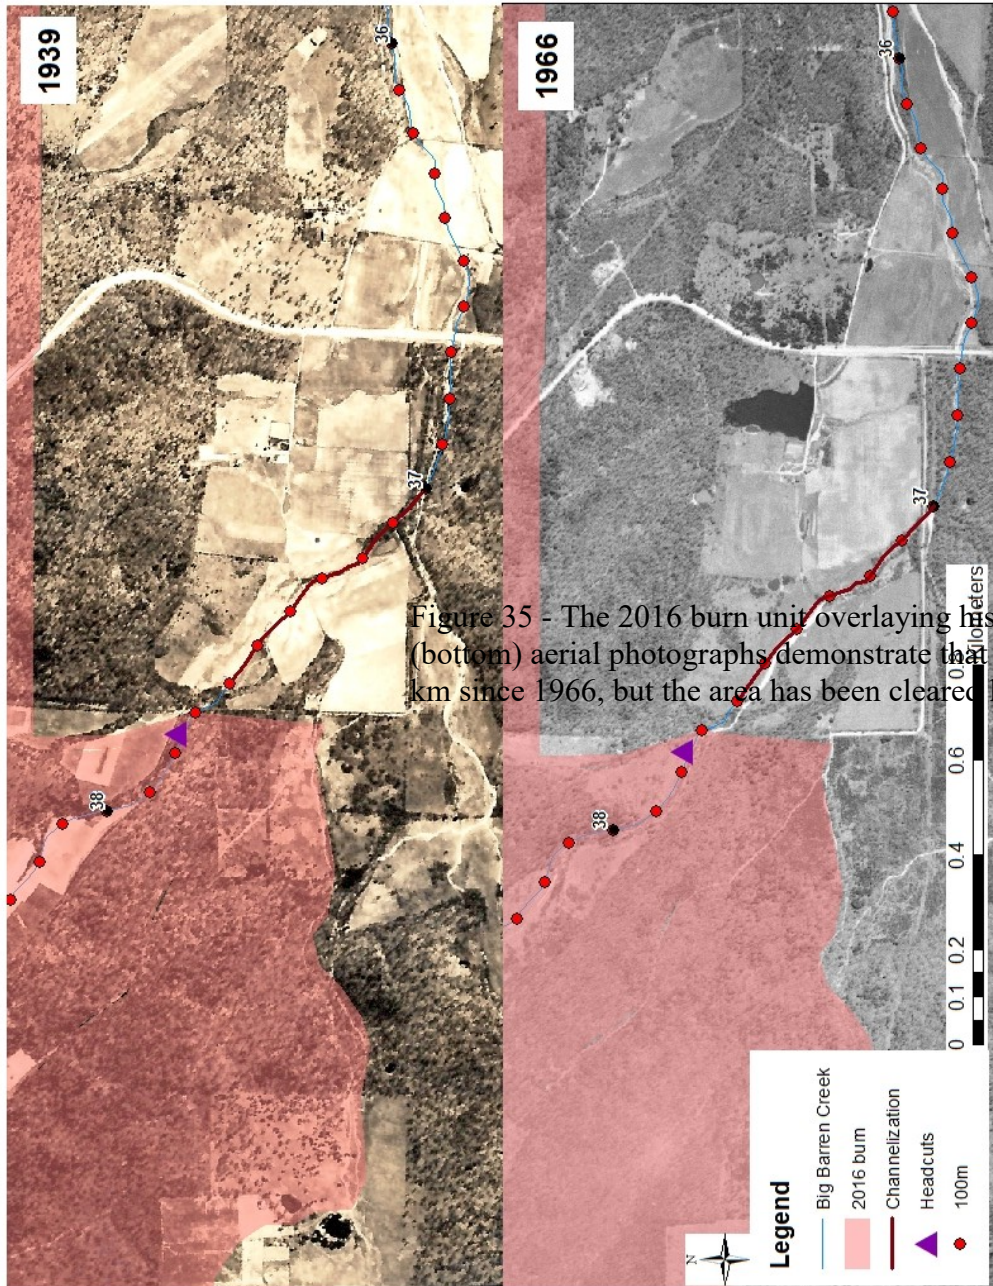 1939
36
37
38
1966
36
37
38
Figure 35 - The 2016 burn unit overlaying his
(bottom) aerial photographs demonstrate that
km since 1966, but the area has been cleared
0 0.1 0.2 0.4 0.6
N
Legend
Big Barren Creek
2016 burn
Channelization
Headcuts
100m